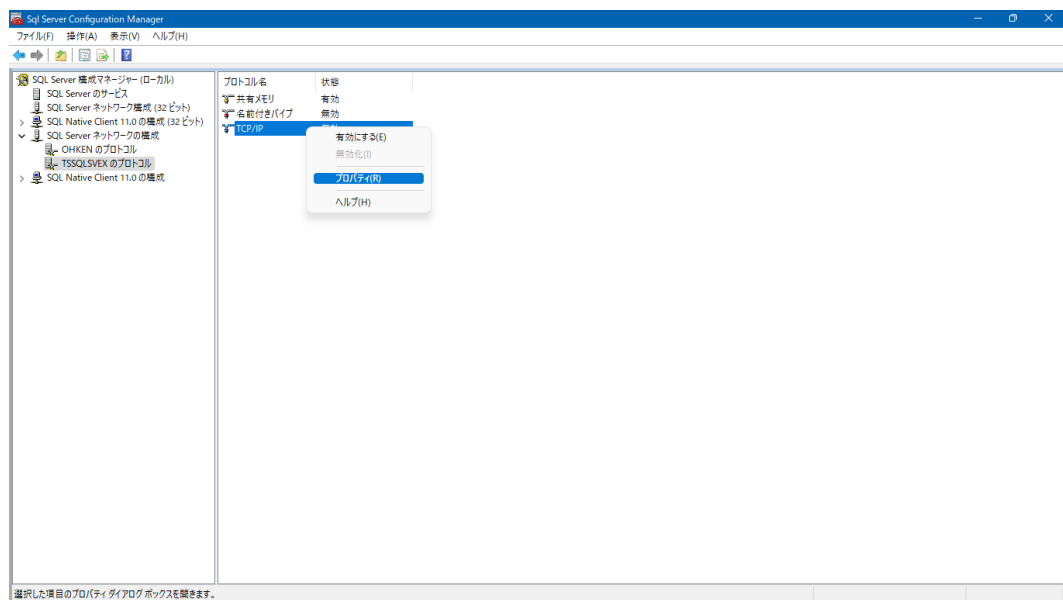 Sql Server Configuration Manager
ファイル(F) 操作(A) 表示(V) ヘルプ(H)
SQL Server 構成マネージャー (ローカル)
SQL Server のサービス
SQL Server ネットワーク構成 (32 ビット)
SQL Native Client 11.0 の構成 (32 ビット)
SQL Server ネットワークの構成
OHKEN のプロトコル
TSSQLSVEX のプロトコル
SQL Native Client 11.0 の構成
プロトコル名 状態
共有メモリ 有効
名前付きパイプ 無効
TCP/IP
有効にする(E)
無効化(I)
プロパティ(R)
ヘルプ(H)
選択した項目のプロパティ ダイアログ ボックスを開きます。